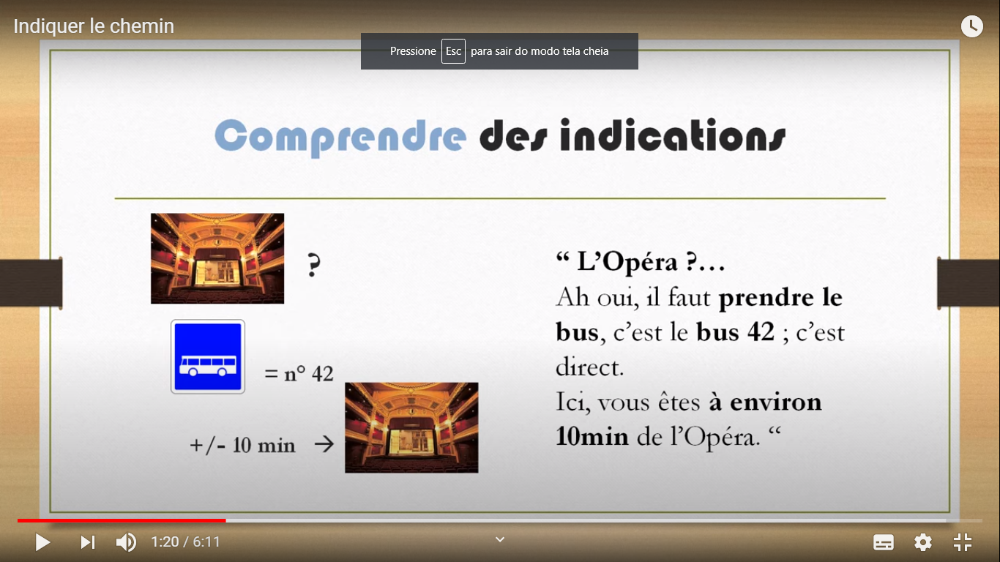 Indiquer le chemin
Pressione Esc para sair do modo tela cheia
Comprendre des indications
?
= n° 42
+/- 10 min →
“ L’Opéra ?…
Ah oui, il faut prendre le
bus, c’est le bus 42 ; c’est
direct.
Ici, vous êtes à environ
10min de l’Opéra. “
1:20 / 6:11